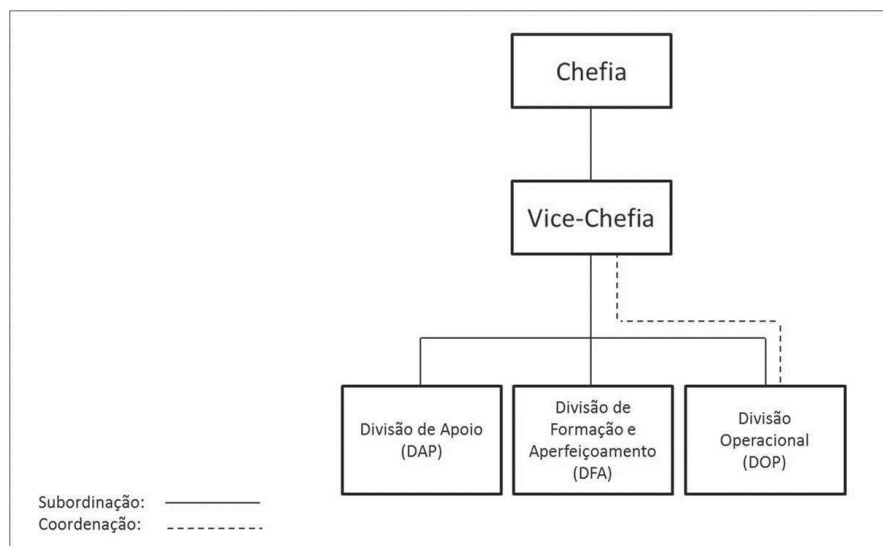 Chefia
Vice-Chefia
Divisão de Apoio
(DAP)
Divisão de
Formação e
Aperfeiçoamento
(DFA)
Divisão
Operacional
(DOP)
Subordinação:
Coordenação: